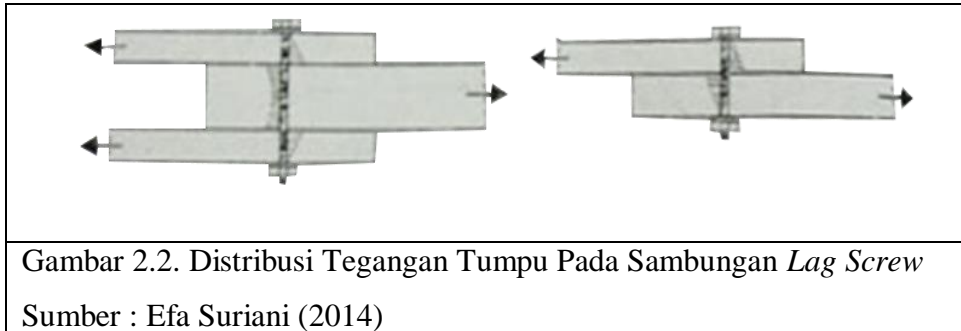 Gambar 2.2. Distribusi Tegangan Tumpu Pada Sambungan Lag Screw
Sumber : Efa Suriani (2014)